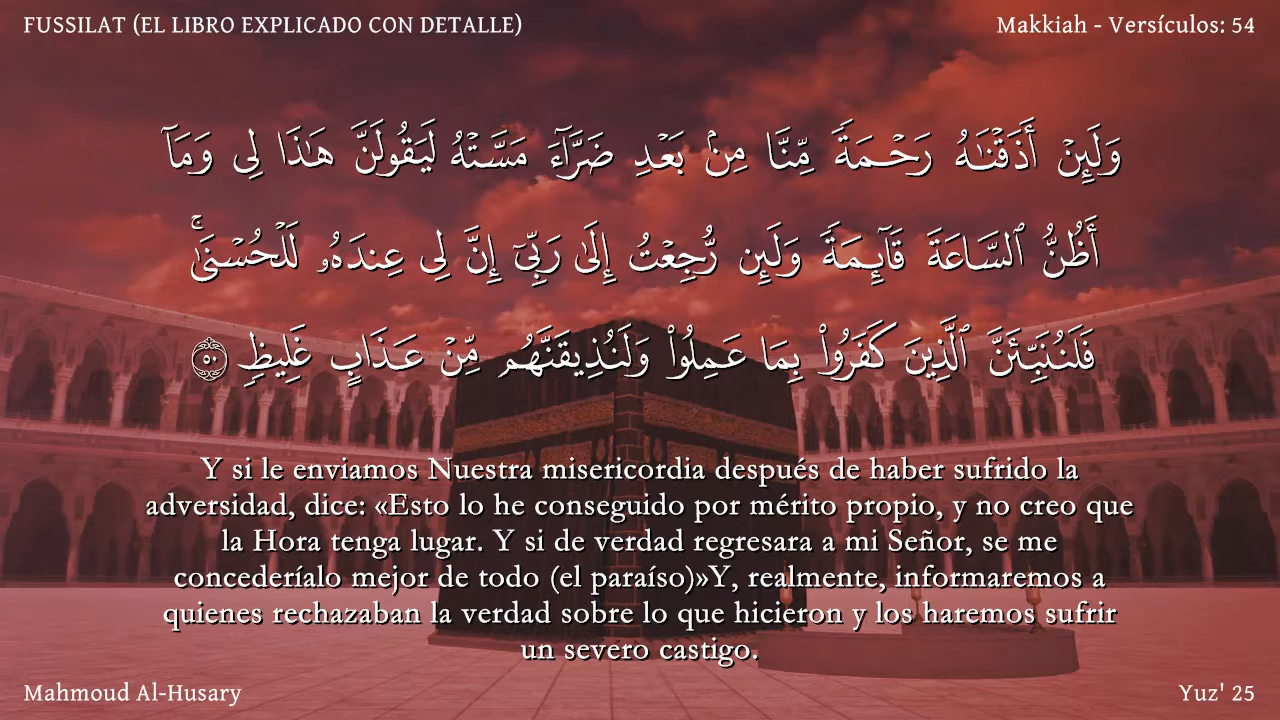 FUSSILAT (EL LIBRO EXPLICADO CON DETALLE)
Makkiah - Versículos: 54
وَلَئِنۡ أَذَقۡنَٰهُ رَحۡمَةٗ مِّنَّا مِنۢ بَعۡدِ ضَرَّآءَ مَسَّتۡهُ لَيَقُولَنَّ هَٰذَا لِي وَمَآ
أَظُنُّ ٱلسَّاعَةَ قَآئِمَةٗ وَلَئِن رُّجِعۡتُ إِلَىٰ رَبِّيٓ إِنَّ لِي عِندَهُۥ لَلۡحُسۡنَىٰۚ
فَلَنُنَبِّئَنَّ ٱلَّذِينَ كَفَرُواْ بِمَا عَمِلُواْ وَلَنُذِيقَنَّهُم مِّنۡ عَذَابٍ غَلِيظٖ ٥٠
Y si le enviamos Nuestra misericordia después de haber sufrido la
adversidad, dice: «Esto lo he conseguido por mérito propio, y no creo que
la Hora tenga lugar. Y si de verdad regresara a mi Señor, se me
concederíalo mejor de todo (el paraíso)»Y, realmente, informaremos a
quienes rechazaban la verdad sobre lo que hicieron y los haremos sufrir
un severo castigo.
Mahmoud Al-Husary
Yuz' 25